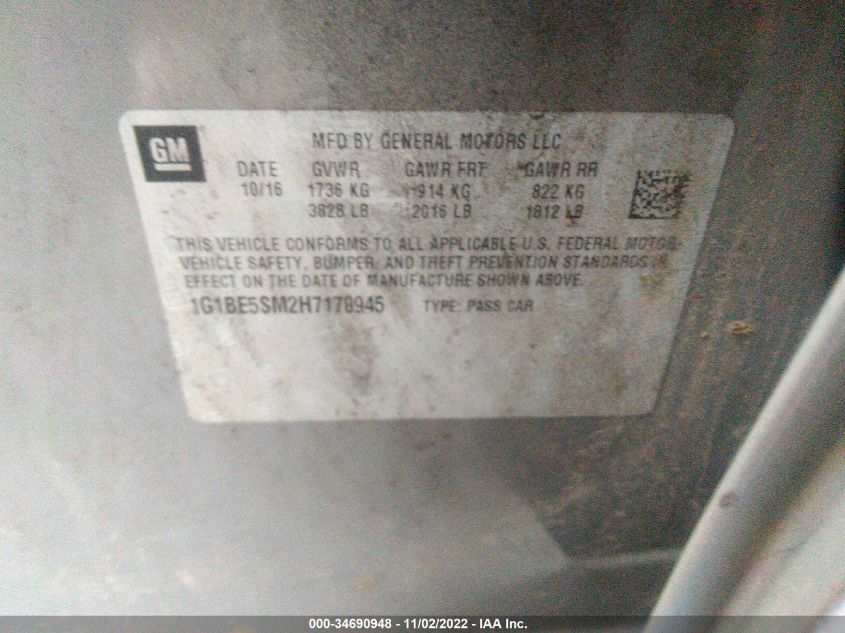 GM
MFD BY GENERAL MOTORS LLC
DATE GVWR GAWR FRT GAWR RR
10/16 1736 KG 914 KG 822 KG
3828 LB 2016 LB 1812 LB
THIS VEHICLE CONFORMS TO ALL APPLICABLE U.S. FEDERAL MOTOR
VEHICLE SAFETY, BUMPER, AND THEFT PREVENTION STANDARDS IN
EFFECT ON THE DATE OF MANUFACTURE SHOWN ABOVE.
1G1BE5SM2H7170945 TYPE: PASS CAR
000-34690948 - 11/02/2022 - IAA Inc.